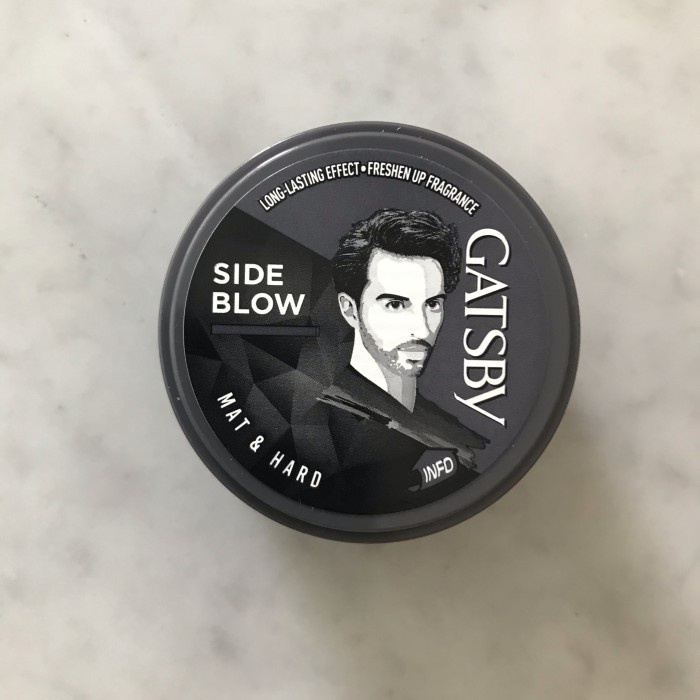 LONG-LASTING EFFECT • FRESHEN UP FRAGRANCE
GATSBY
SIDE
BLOW
MAT & HARD
INFO